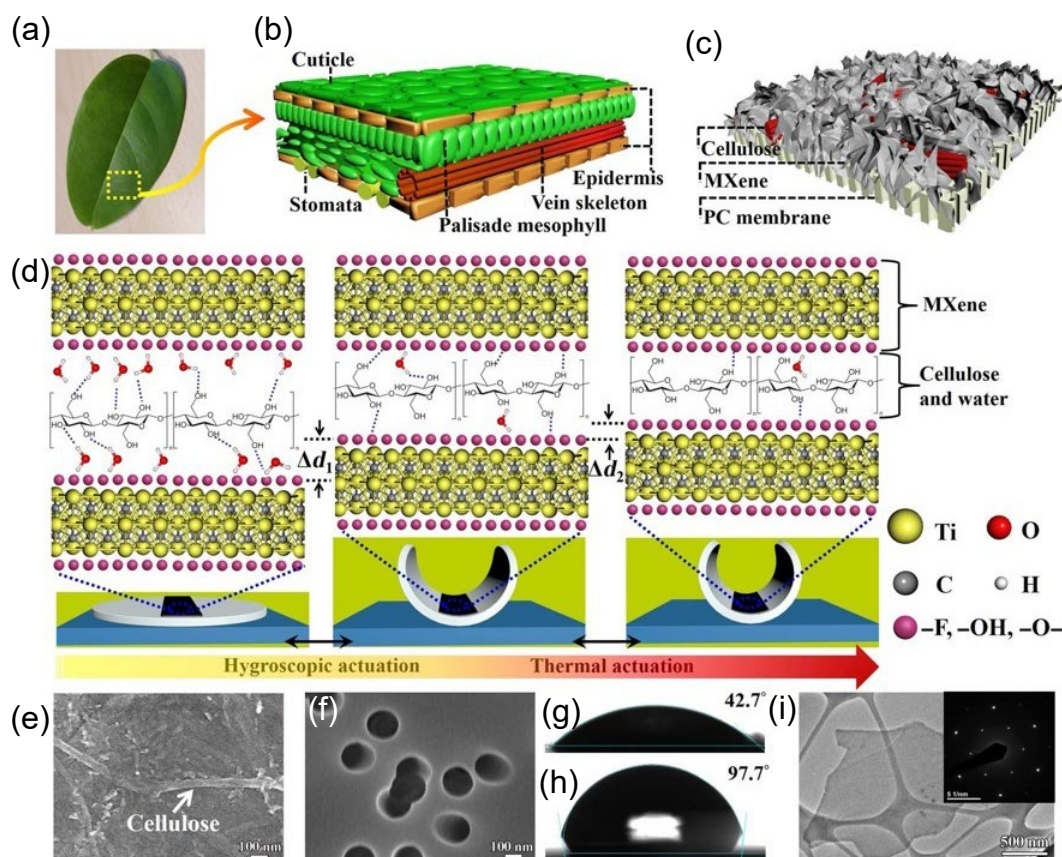 (a)
(b)
(c)
Cuticle
Stomata
Epidermis
Vein skeleton
Palisade mesophyll
Cellulose
MXene
PC membrane
(d)
MXene
Cellulose
and water
Δd1
Δd2
Ti
O
C
H
–F, –OH, –O–
Hygroscopic actuation
Thermal actuation
(e)
Cellulose
100 nm
(f)
100 nm
(g)
42.7°
(h)
97.7°
(i)
5 1/nm
500 nm